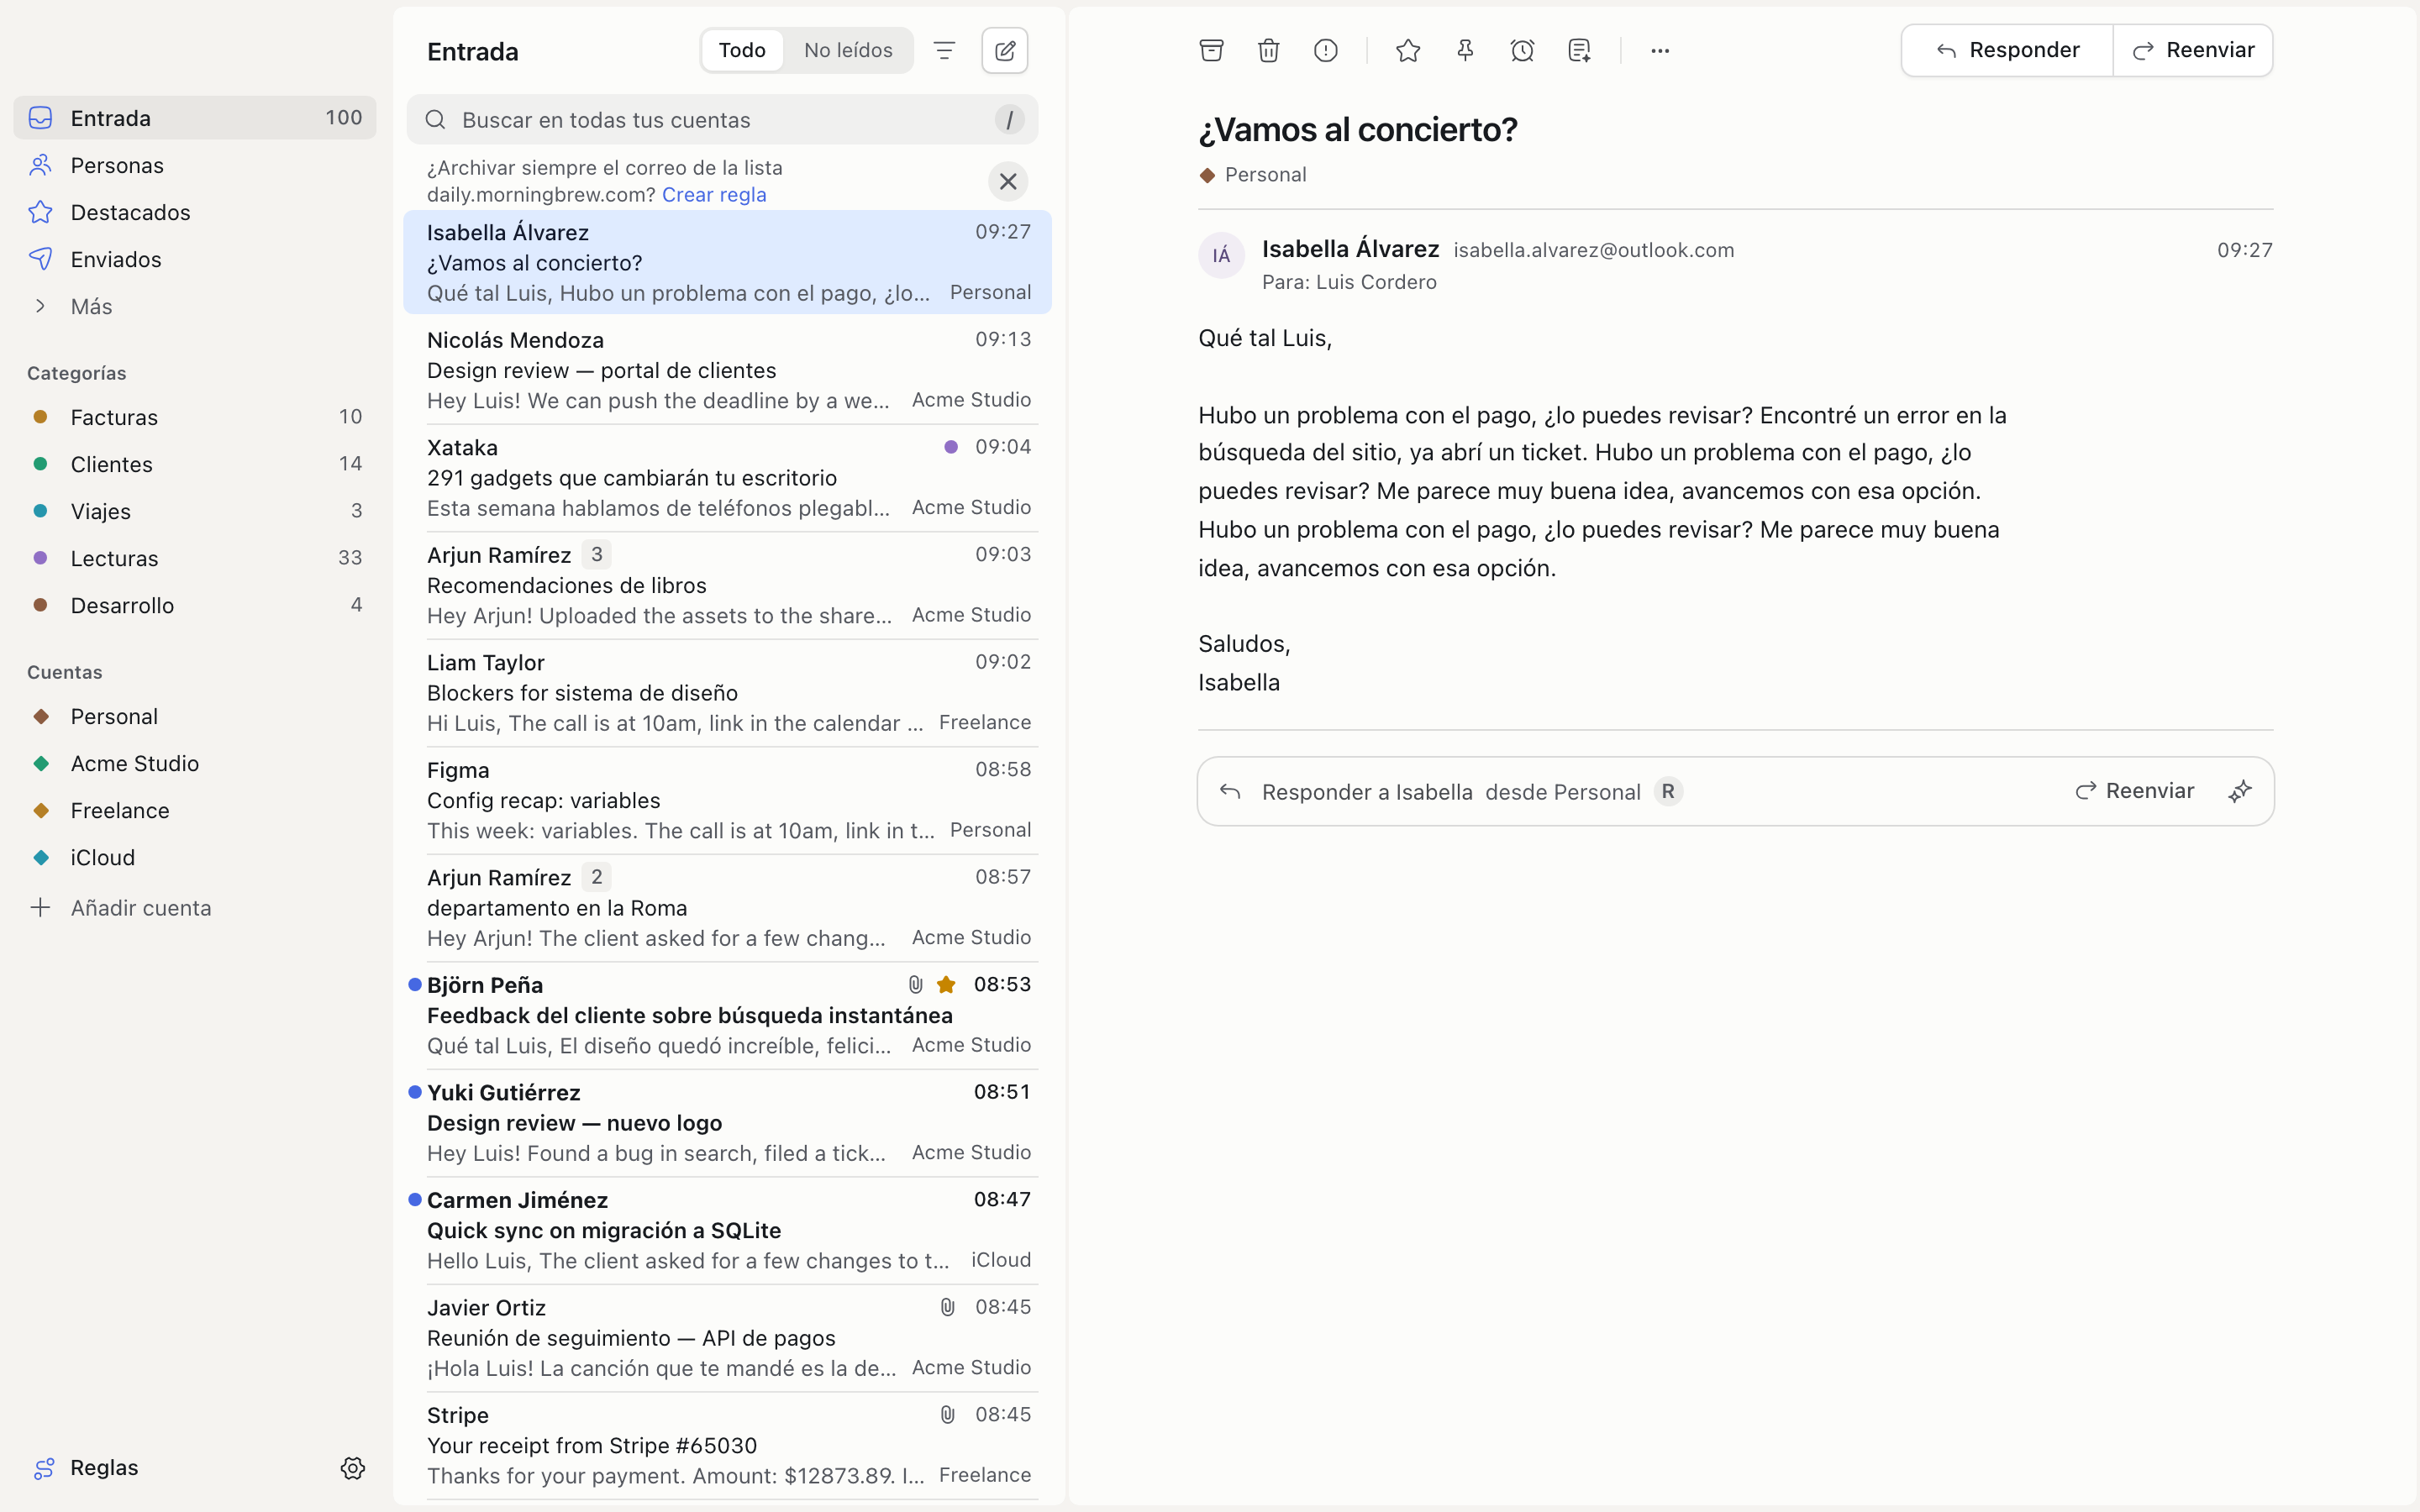 Entrada 100
Personas
Destacados
Enviados
Más
Categorías
Facturas 10
Clientes 14
Viajes 3
Lecturas 33
Desarrollo 4
Cuentas
Personal
Acme Studio
Freelance
iCloud
Añadir cuenta
Reglas
Entrada
Todo
No leídos
Buscar en todas tus cuentas /
¿Archivar siempre el correo de la lista
daily.morningbrew.com? Crear regla
Isabella Álvarez 09:27
¿Vamos al concierto?
Qué tal Luis, Hubo un problema con el pago, ¿lo... Personal
Nicolás Mendoza 09:13
Design review — portal de clientes
Hey Luis! We can push the deadline by a we... Acme Studio
Xataka 09:04
291 gadgets que cambiarán tu escritorio
Esta semana hablamos de teléfonos plegabl... Acme Studio
Arjun Ramírez 3 09:03
Recomendaciones de libros
Hey Arjun! Uploaded the assets to the share... Acme Studio
Liam Taylor 09:02
Blockers for sistema de diseño
Hi Luis, The call is at 10am, link in the calendar ... Freelance
Figma 08:58
Config recap: variables
This week: variables. The call is at 10am, link in t... Personal
Arjun Ramírez 2 08:57
departamento en la Roma
Hey Arjun! The client asked for a few chang... Acme Studio
Björn Peña 08:53
Feedback del cliente sobre búsqueda instantánea
Qué tal Luis, El diseño quedó increíble, felici... Acme Studio
Yuki Gutiérrez 08:51
Design review — nuevo logo
Hey Luis! Found a bug in search, filed a tick... Acme Studio
Carmen Jiménez 08:47
Quick sync on migración a SQLite
Hello Luis, The client asked for a few changes to t... iCloud
Javier Ortiz 08:45
Reunión de seguimiento — API de pagos
¡Hola Luis! La canción que te mandé es la de... Acme Studio
Stripe 08:45
Your receipt from Stripe #65030
Thanks for your payment. Amount: $12873.89. I... Freelance
Responder
Reenviar
¿Vamos al concierto?
Personal
IÁ
Isabella Álvarez isabella.alvarez@outlook.com 09:27
Para: Luis Cordero
Qué tal Luis,
Hubo un problema con el pago, ¿lo puedes revisar? Encontré un error en la
búsqueda del sitio, ya abrí un ticket. Hubo un problema con el pago, ¿lo
puedes revisar? Me parece muy buena idea, avancemos con esa opción.
Hubo un problema con el pago, ¿lo puedes revisar? Me parece muy buena
idea, avancemos con esa opción.
Saludos,
Isabella
Responder a Isabella desde Personal R
Reenviar